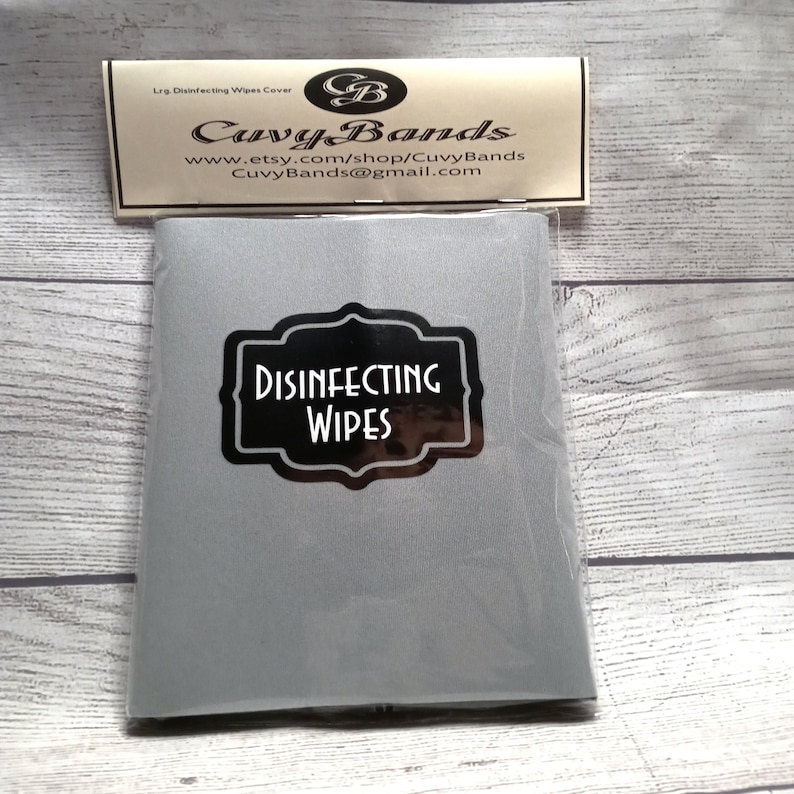 Lrg. Disinfecting Wipes Cover
CB
CuvyBands
www.etsy.com/shop/CuvyBands
CuvyBands@gmail.com
DISINFECTING
WIPES